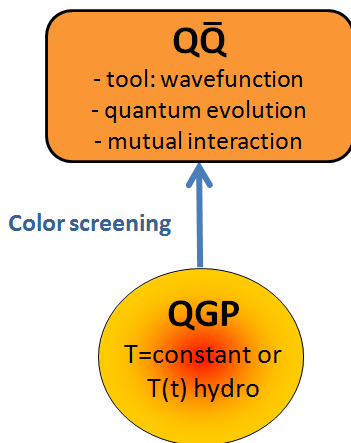 QQ̄
- tool: wavefunction
- quantum evolution
- mutual interaction
Color screening
QGP
T=constant or
T(t) hydro